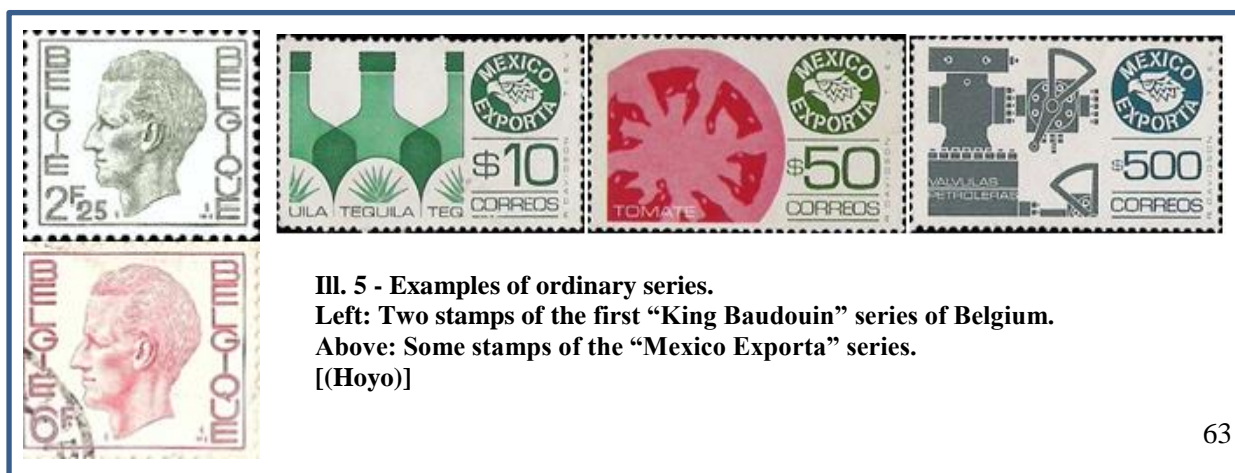 BELGIE
BELGIQUE
2F25
UILA TEQUILA TEQ
MEXICO
EXPORTA
$10
CORREOS
TOMATE
MEXICO
EXPORTA
$50
CORREOS
VALVULAS
PETROLERAS
MEXICO
EXPORTA
$500
CORREOS
BELGIE
BELGIQUE
6F
Ill. 5 - Examples of ordinary series.
Left: Two stamps of the first “King Baudouin” series of Belgium.
Above: Some stamps of the “Mexico Exporta” series.
[(Hoyo)]
63